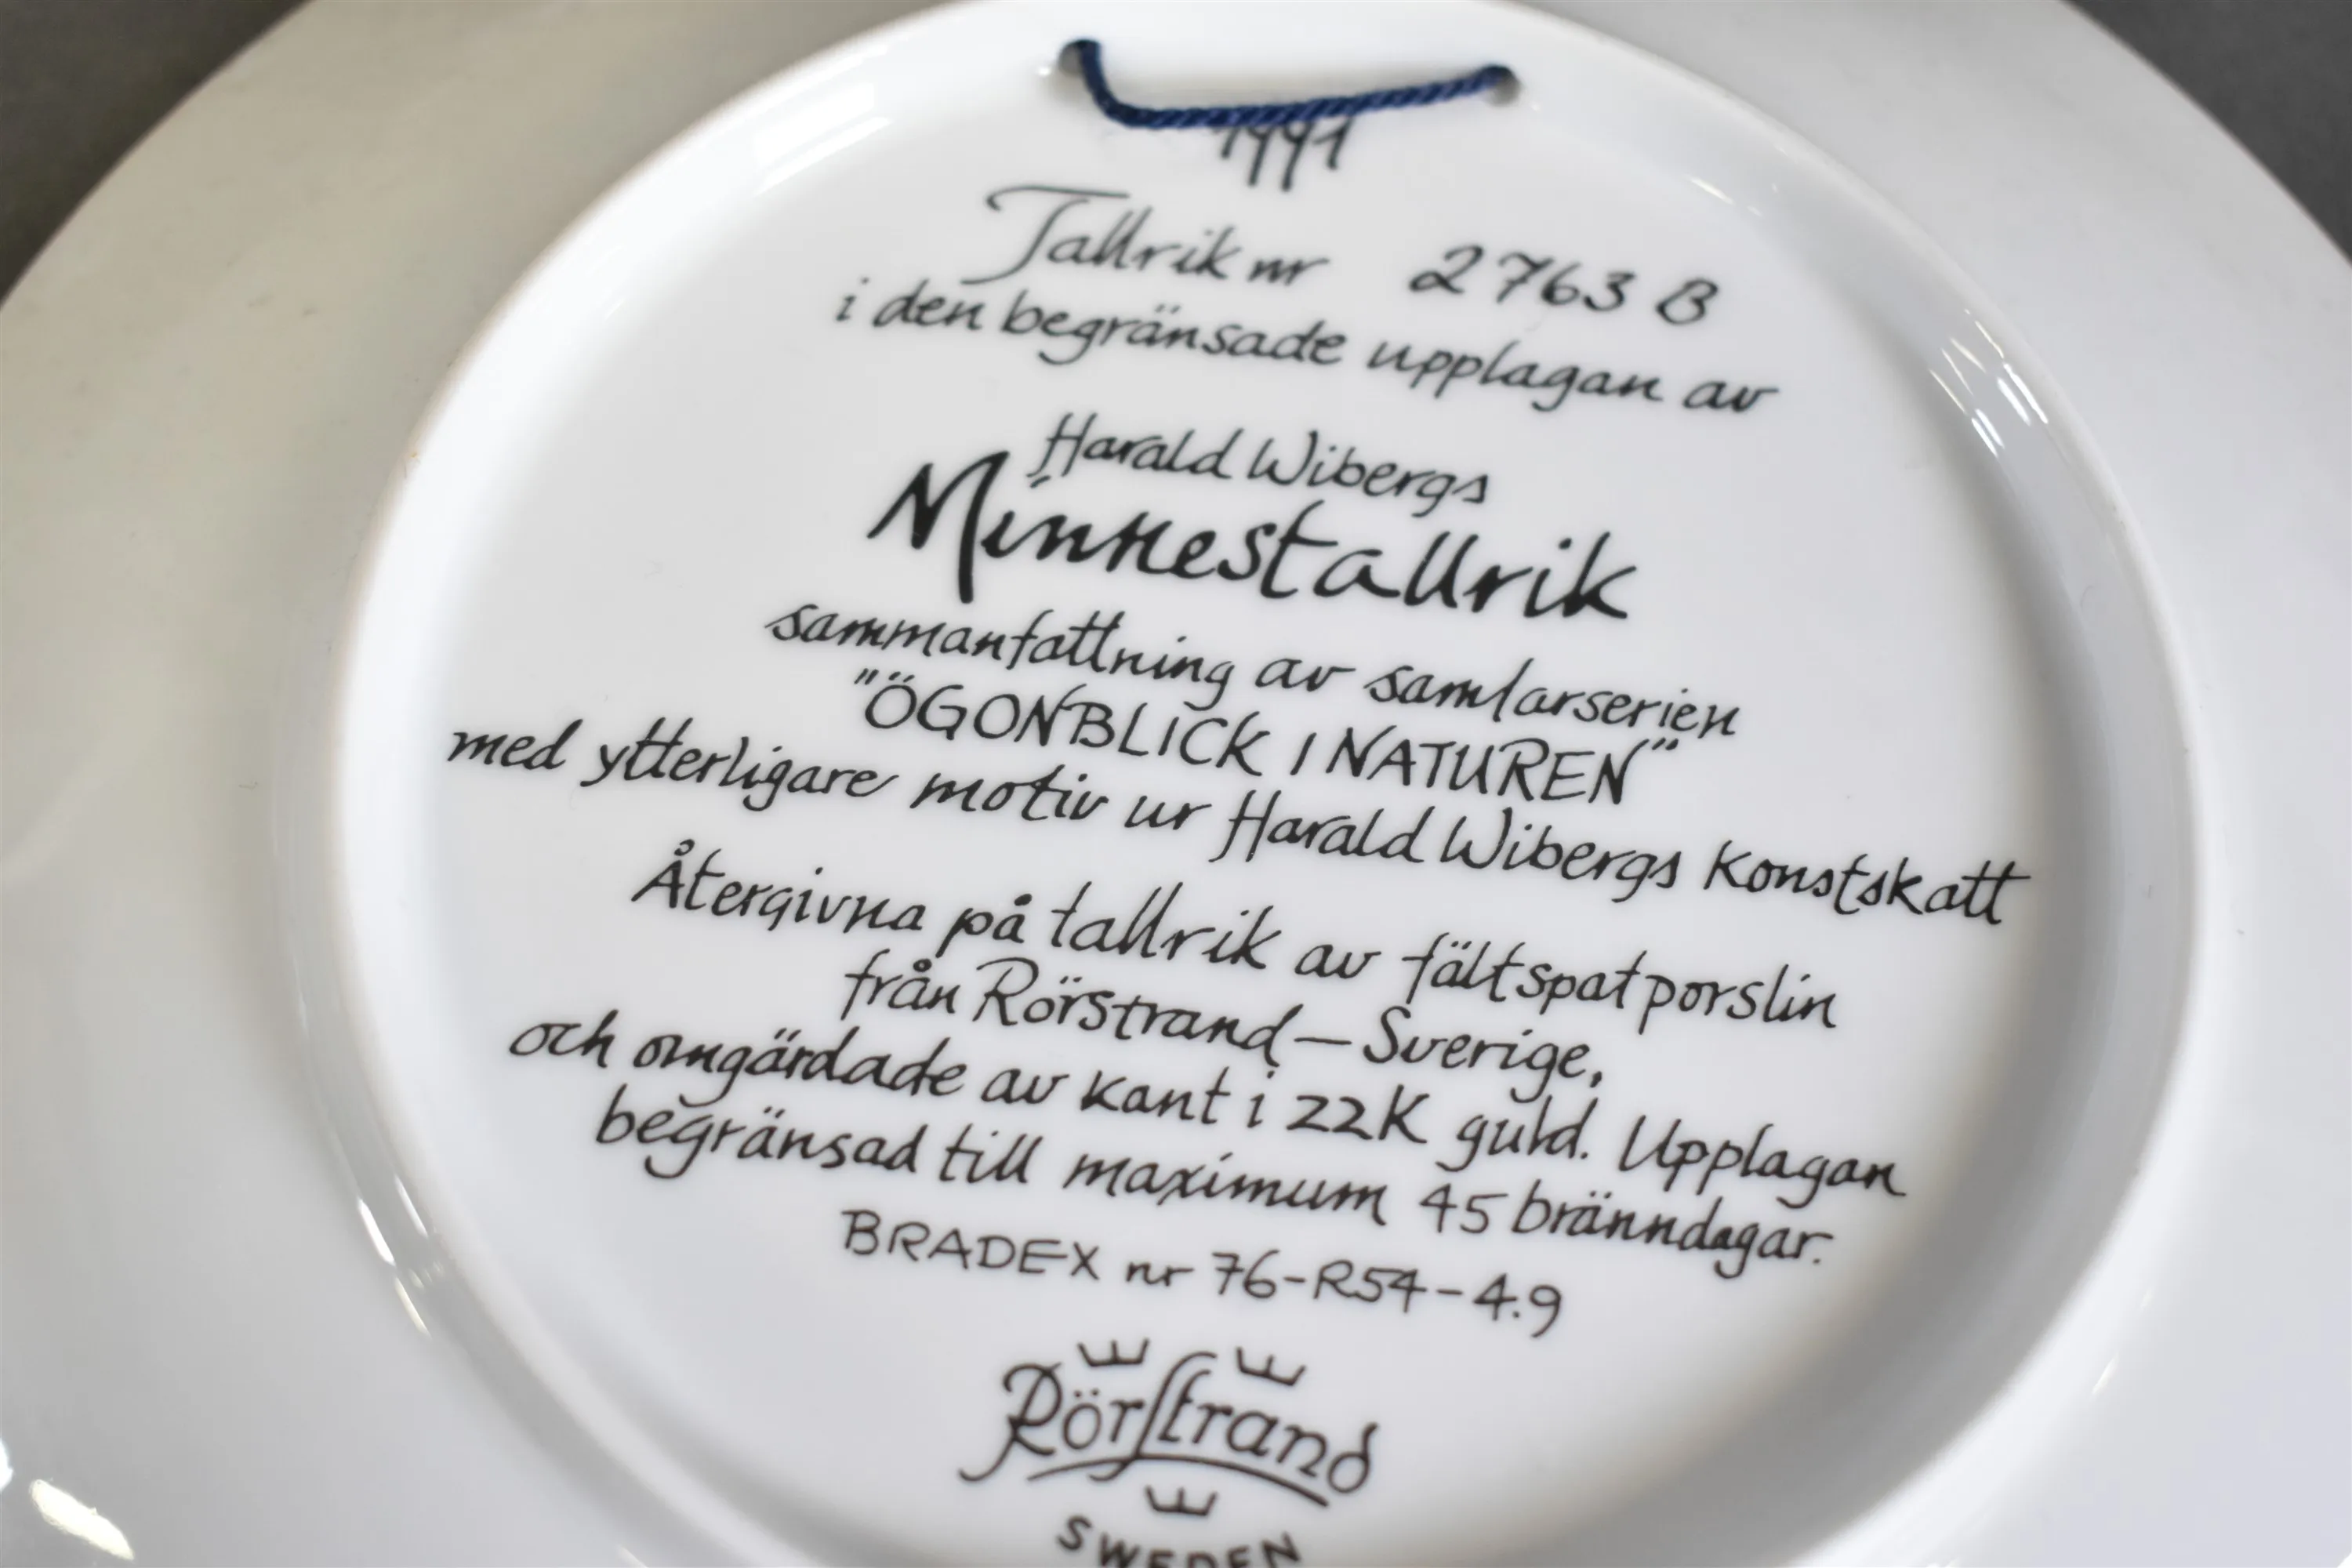 1991
Tallrik nr 2763 B
i den begränsade upplagan av
Harald Wibergs
Minnestallrik
sammanfattning av samlarserien
"ÖGONBLICK I NATUREN"
med ytterligare motiv ur Harald Wibergs Konstskatt
Återgivna på tallrik av fältspatporslin
från Rörstrand – Sverige,
och omgärdade av kant i 22K guld. Upplagan
begränsad till maximum 45 bränndagar.
BRADEX nr 76-R54-4.9
Rörstrand
SWEDEN